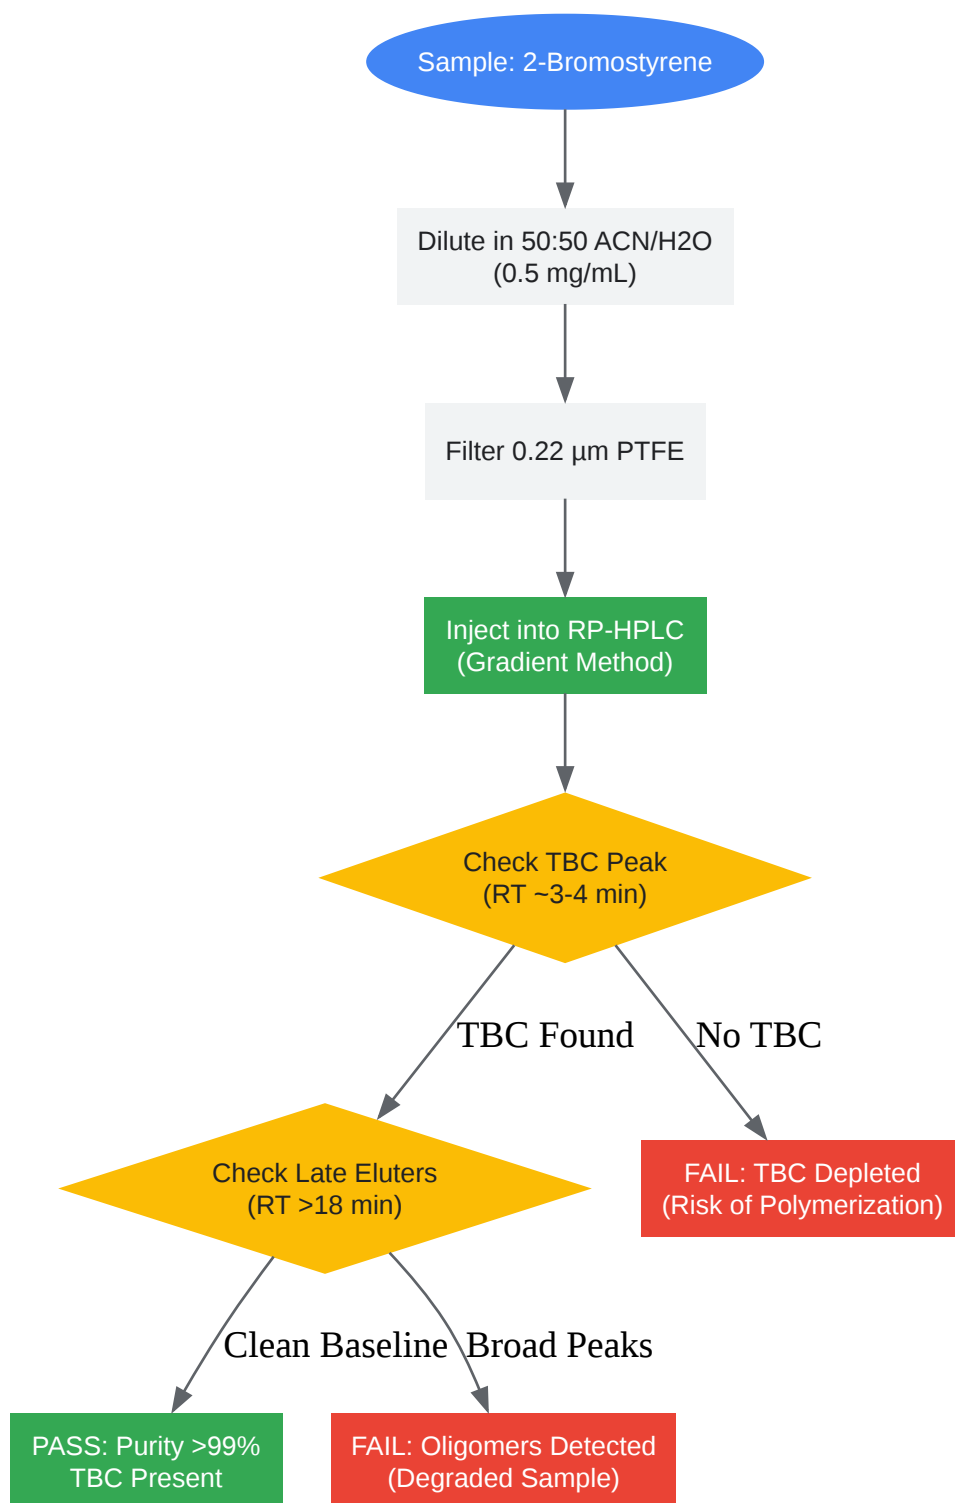 Sample: 2-Bromostyrene
Dilute in 50:50 ACN/H2O
(0.5 mg/mL)
Filter 0.22 µm PTFE
Inject into RP-HPLC
(Gradient Method)
Check TBC Peak
(RT ~3-4 min)
TBC Found
No TBC
Check Late Eluters
(RT >18 min)
FAIL: TBC Depleted
(Risk of Polymerization)
Clean Baseline
Broad Peaks
PASS: Purity >99%
TBC Present
FAIL: Oligomers Detected
(Degraded Sample)